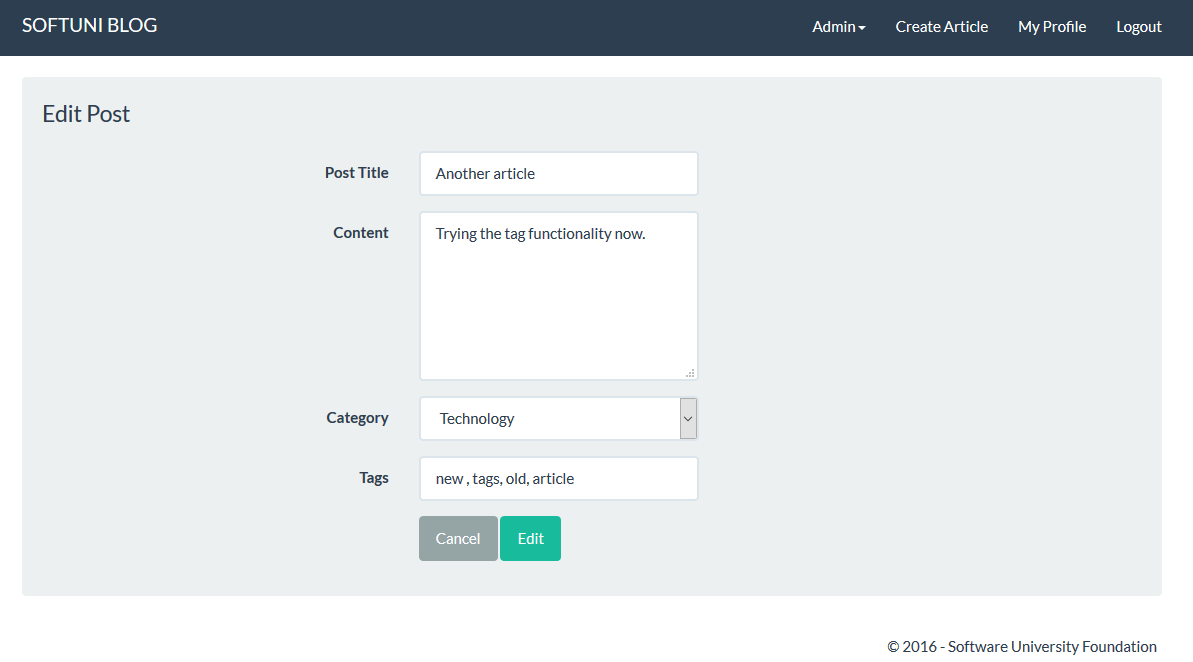 SOFTUNI BLOG
Admin
Create Article
My Profile
Logout
Edit Post
Post Title
Another article
Content
Trying the tag functionality now.
Category
Technology
Tags
new , tags, old, article
Cancel
Edit
© 2016 - Software University Foundation